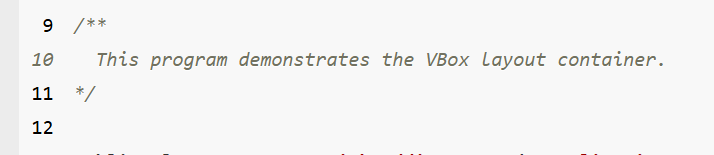 9 /**
10 This program demonstrates the VBox layout container.
11 */
12